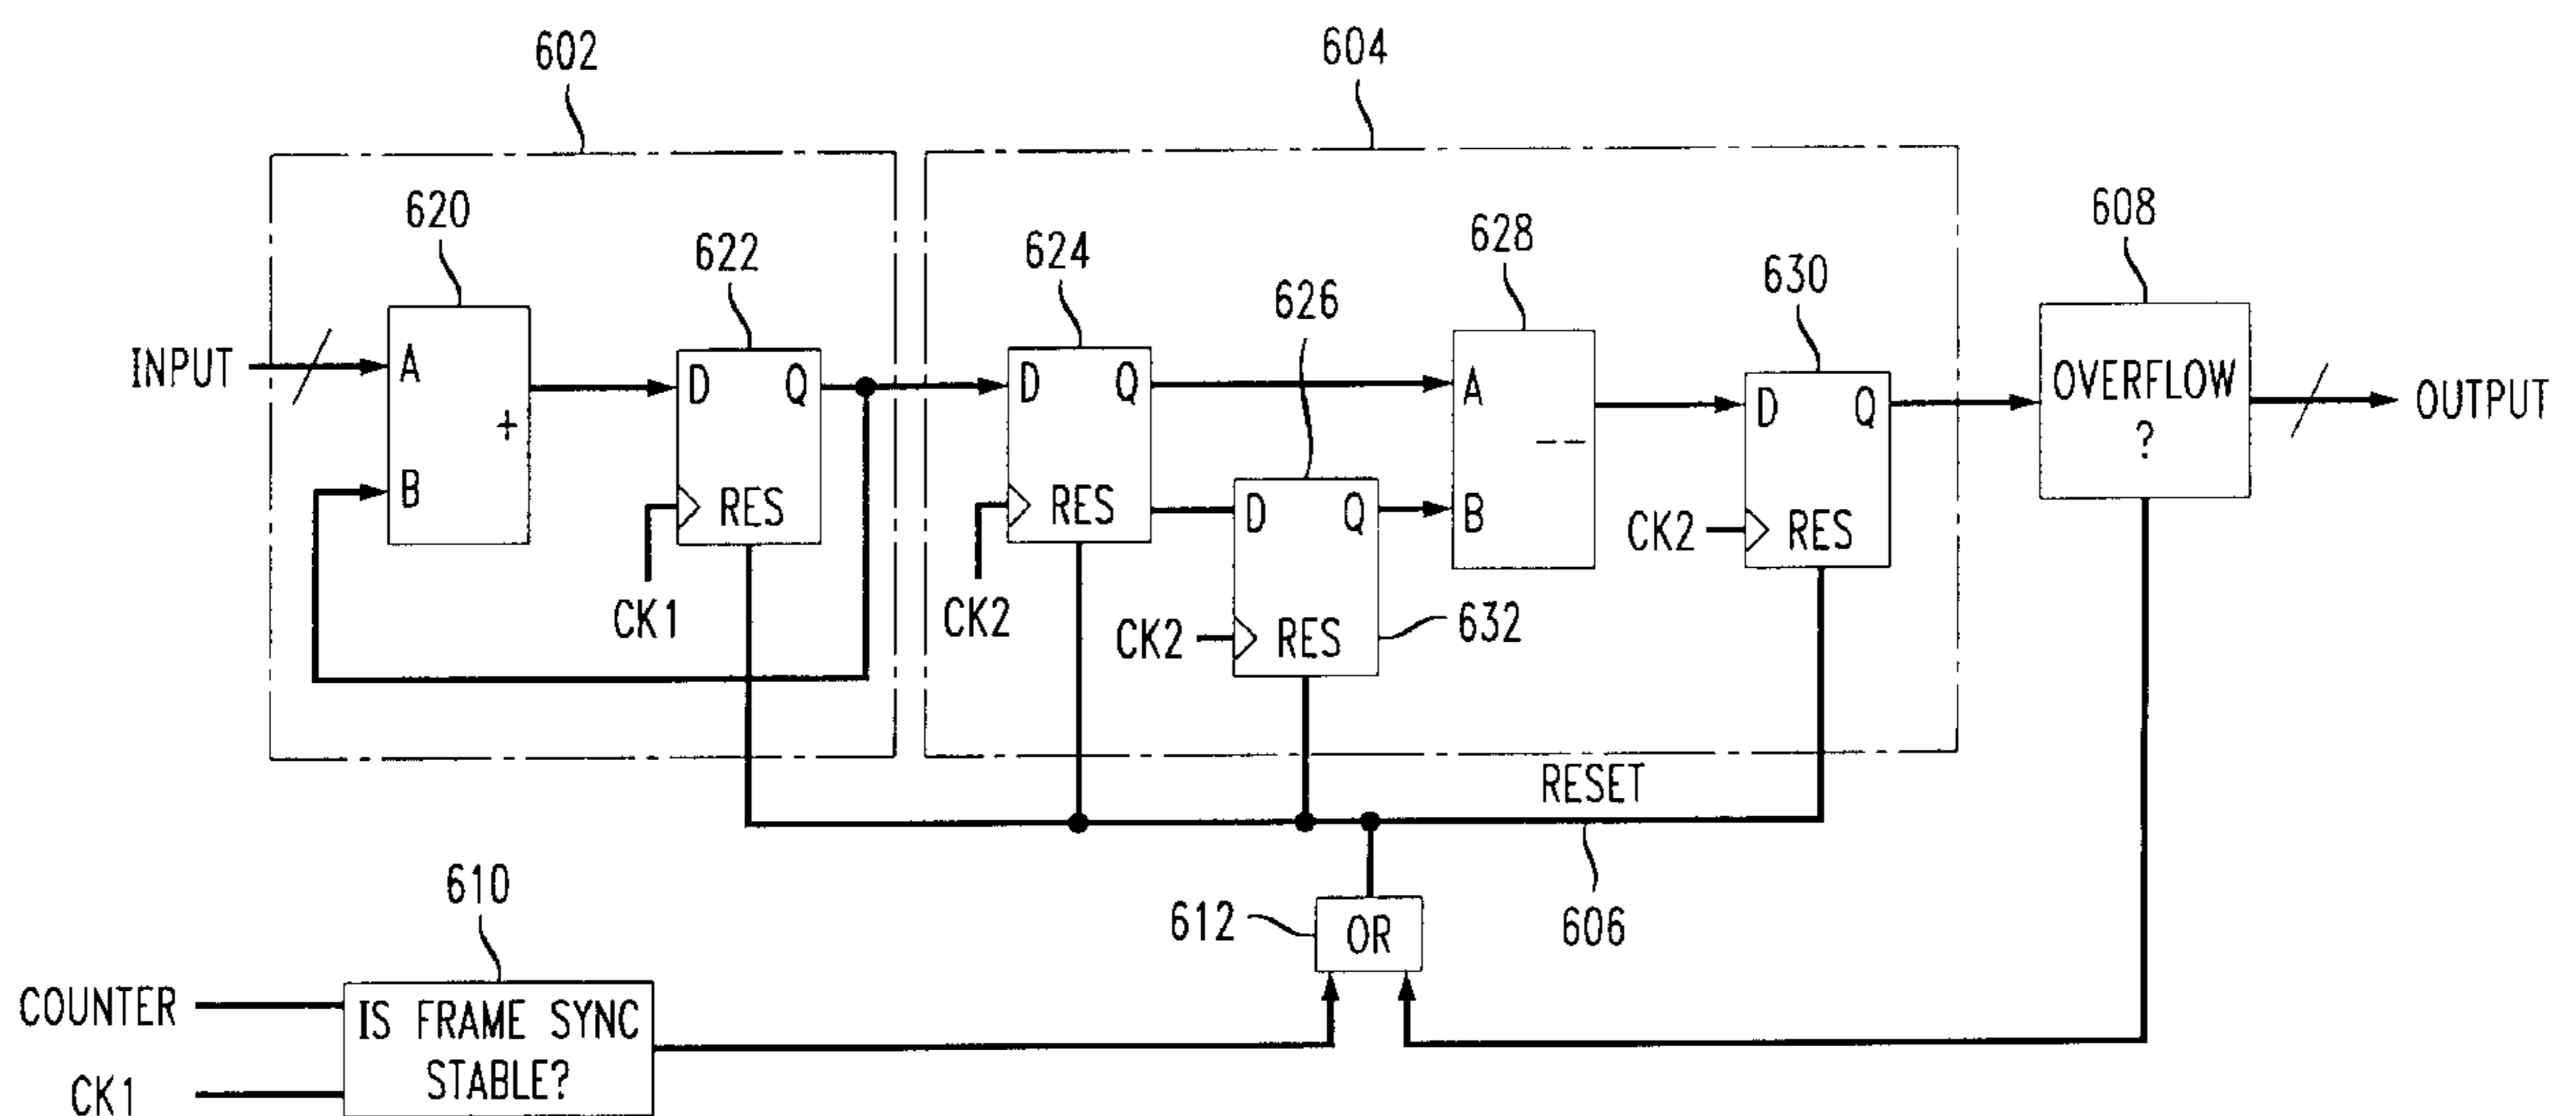 602
604
620
622
624
626
628
630
608
INPUT
A
+
B
D
Q
RES
CK1
D
Q
RES
CK2
D
Q
RES
CK2
632
A
--
B
D
Q
RES
CK2
OVERFLOW
?
OUTPUT
RESET
606
612
OR
610
COUNTER
CK1
IS FRAME SYNC
STABLE?